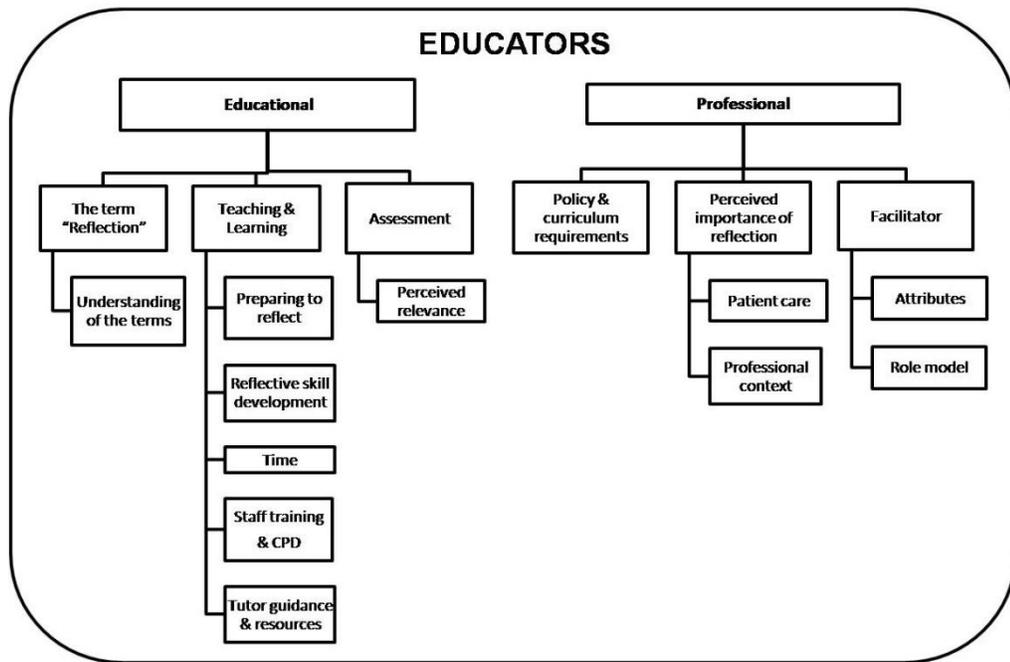 EDUCATORS
Educational
The term
“Reflection”
Understanding
of the terms
Teaching &
Learning
Preparing to
reflect
Reflective skill
development
Time
Staff training
& CPD
Tutor guidance
& resources
Assessment
Perceived
relevance
Professional
Policy &
curriculum
requirements
Perceived
importance of
reflection
Patient care
Professional
context
Facilitator
Attributes
Role model